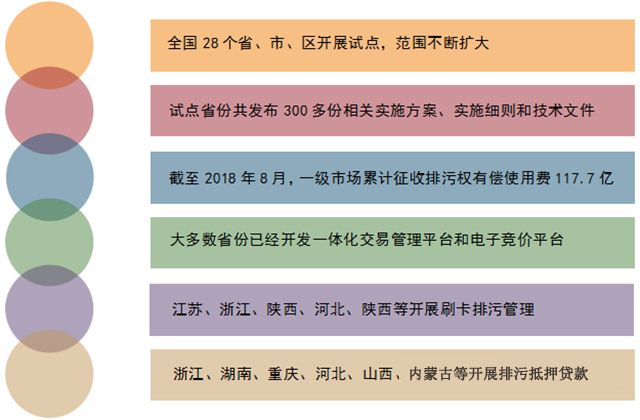 全国 28 个省、市、区开展试点，范围不断扩大
试点省份共发布 300 多份相关实施方案、实施细则和技术文件
截至 2018 年 8 月，一级市场累计征收排污权有偿使用费 117.7 亿
大多数省份已经开发一体化交易管理平台和电子竞价平台
江苏、浙江、陕西、河北、陕西等开展刷卡排污管理
浙江、湖南、重庆、河北、山西、内蒙古等开展排污抵押贷款